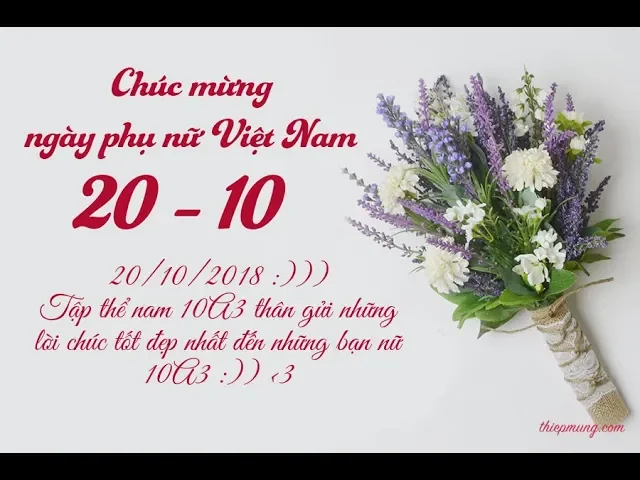 Chúc mừng
ngày phụ nữ Việt Nam
20 - 10
20/10/2018 :)))
Tập thể nam 10A3 thân gửi những
lời chúc tốt đẹp nhất đến những bạn nữ
10A3 :)) <3
thiepmung.com